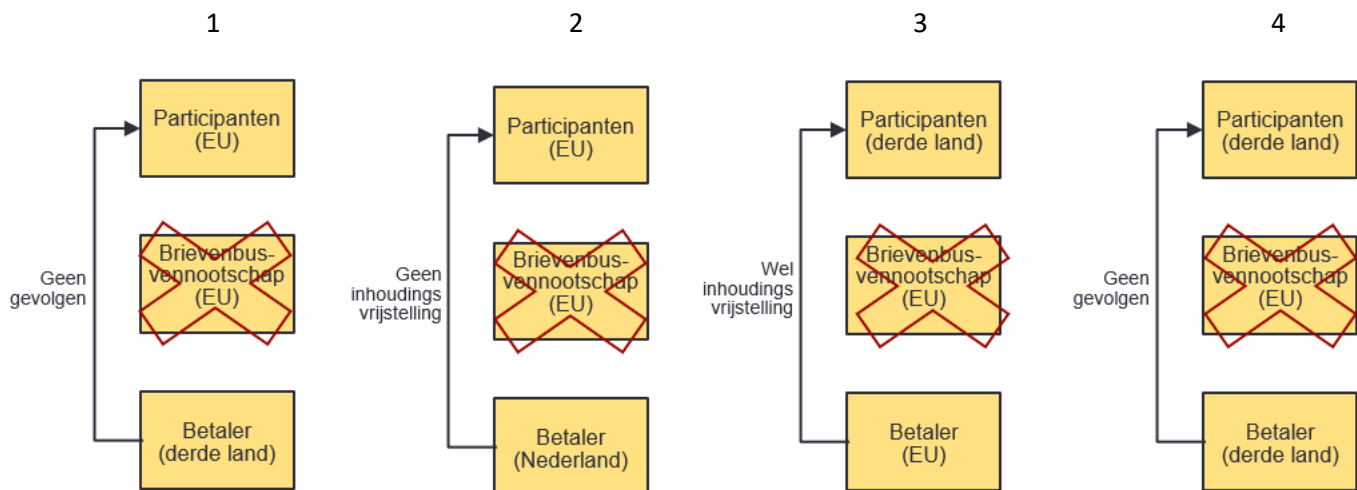 1
2
3
4
Participanten
(EU)
Brievenbus-
vennootschap
(EU)
Betaler
(derde land)
Geen
gevolgen
Participanten
(EU)
Brievenbus-
vennootschap
(EU)
Betaler
(Nederland)
Geen
inhoudings
vrijstelling
Participanten
(derde land)
Brievenbus-
vennootschap
(EU)
Betaler
(EU)
Wel
inhoudings
vrijstelling
Participanten
(derde land)
Brievenbus-
vennootschap
(EU)
Betaler
(derde land)
Geen
gevolgen